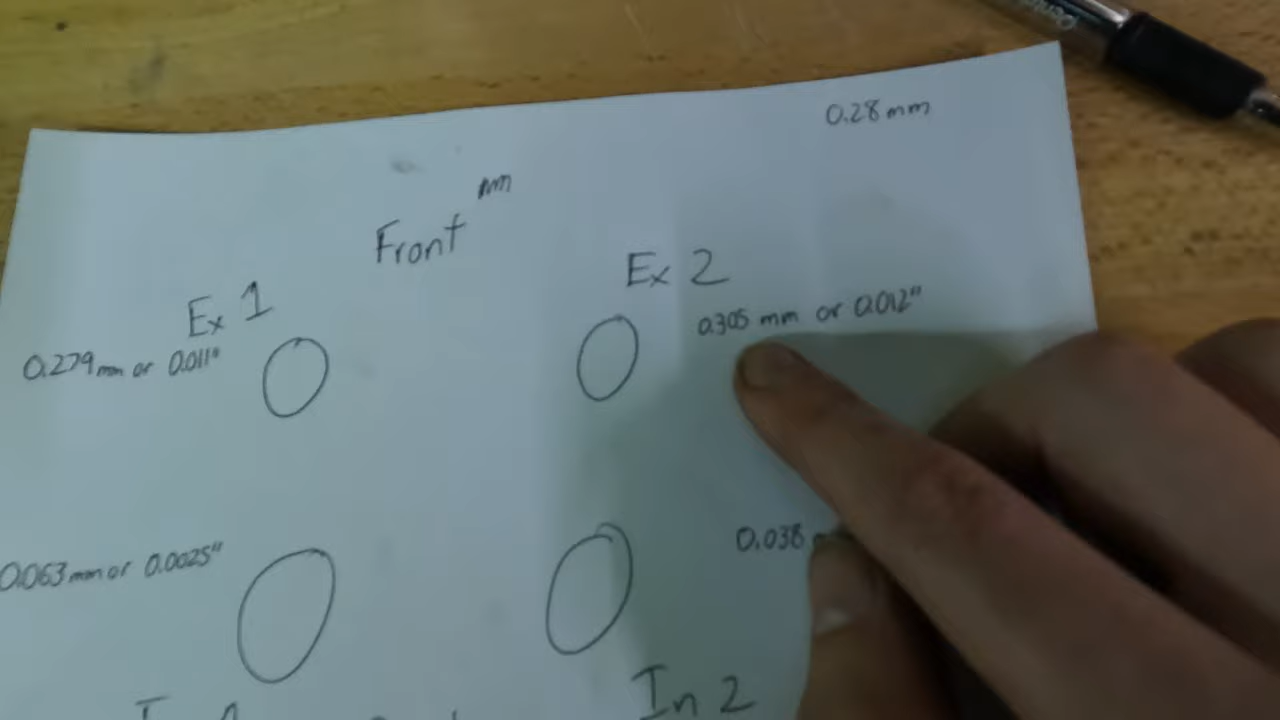 0.28 mm
mm
Front
Ex 1
Ex 2
0.279 mm or 0.011"
0.305 mm or 0.012"
0.063 mm or 0.0025"
0.038
In 2